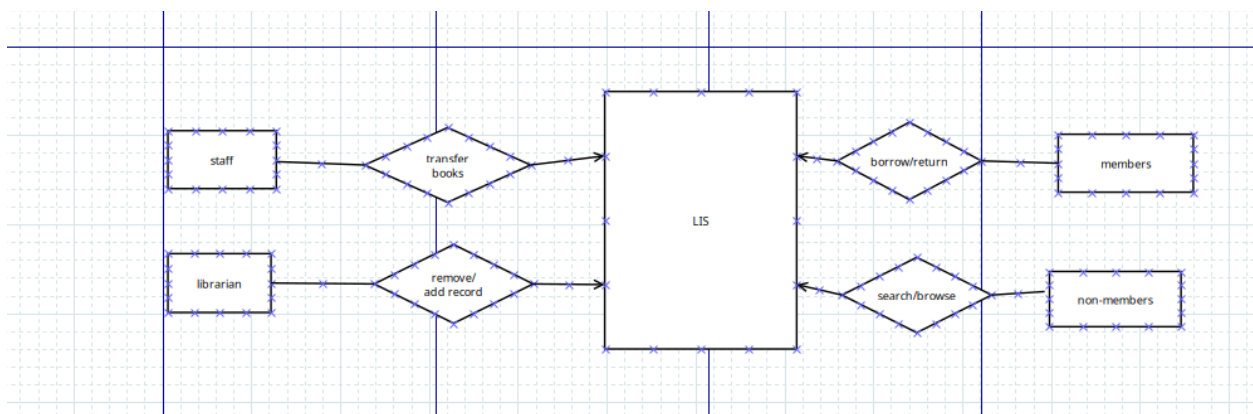 staff
transfer
books
borrow/return
members
LIS
librarian
remove/
add record
search/browse
non-members